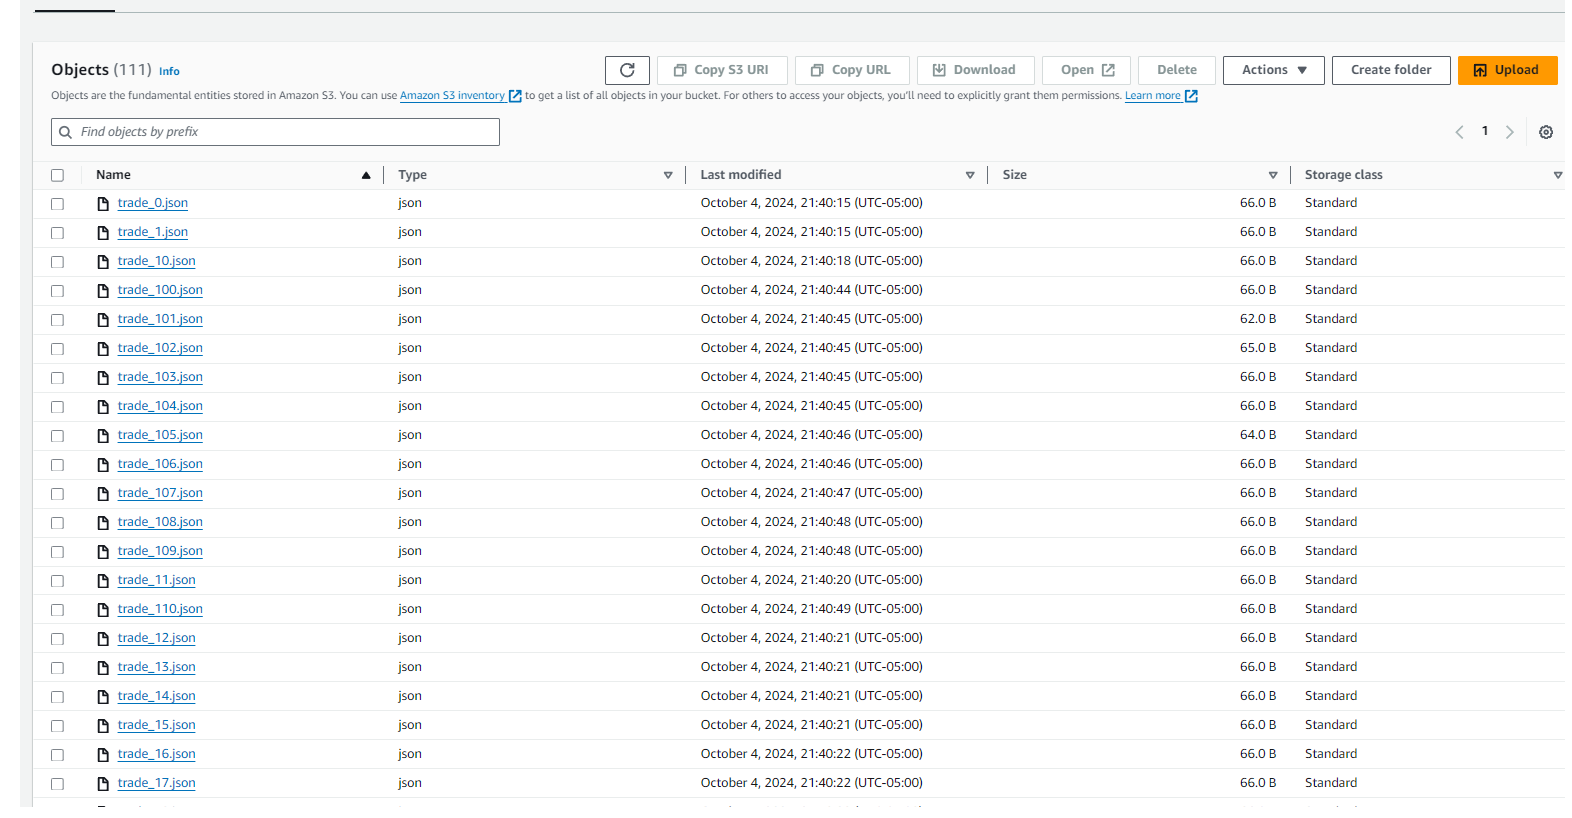 Objects (111) Info
Copy S3 URI Copy URL Download Open Delete Actions Create folder Upload
Objects are the fundamental entities stored in Amazon S3. You can use Amazon S3 inventory to get a list of all objects in your bucket. For others to access your objects, you'll need to explicitly grant them permissions. Learn more
Find objects by prefix
1
Name Type Last modified Size Storage class
trade_0.json json October 4, 2024, 21:40:15 (UTC-05:00) 66.0 B Standard
trade_1.json json October 4, 2024, 21:40:15 (UTC-05:00) 66.0 B Standard
trade_10.json json October 4, 2024, 21:40:18 (UTC-05:00) 66.0 B Standard
trade_100.json json October 4, 2024, 21:40:44 (UTC-05:00) 66.0 B Standard
trade_101.json json October 4, 2024, 21:40:45 (UTC-05:00) 62.0 B Standard
trade_102.json json October 4, 2024, 21:40:45 (UTC-05:00) 65.0 B Standard
trade_103.json json October 4, 2024, 21:40:45 (UTC-05:00) 66.0 B Standard
trade_104.json json October 4, 2024, 21:40:45 (UTC-05:00) 66.0 B Standard
trade_105.json json October 4, 2024, 21:40:46 (UTC-05:00) 64.0 B Standard
trade_106.json json October 4, 2024, 21:40:46 (UTC-05:00) 66.0 B Standard
trade_107.json json October 4, 2024, 21:40:47 (UTC-05:00) 66.0 B Standard
trade_108.json json October 4, 2024, 21:40:48 (UTC-05:00) 66.0 B Standard
trade_109.json json October 4, 2024, 21:40:48 (UTC-05:00) 66.0 B Standard
trade_11.json json October 4, 2024, 21:40:20 (UTC-05:00) 66.0 B Standard
trade_110.json json October 4, 2024, 21:40:49 (UTC-05:00) 66.0 B Standard
trade_12.json json October 4, 2024, 21:40:21 (UTC-05:00) 66.0 B Standard
trade_13.json json October 4, 2024, 21:40:21 (UTC-05:00) 66.0 B Standard
trade_14.json json October 4, 2024, 21:40:21 (UTC-05:00) 66.0 B Standard
trade_15.json json October 4, 2024, 21:40:21 (UTC-05:00) 66.0 B Standard
trade_16.json json October 4, 2024, 21:40:22 (UTC-05:00) 66.0 B Standard
trade_17.json json October 4, 2024, 21:40:22 (UTC-05:00) 66.0 B Standard